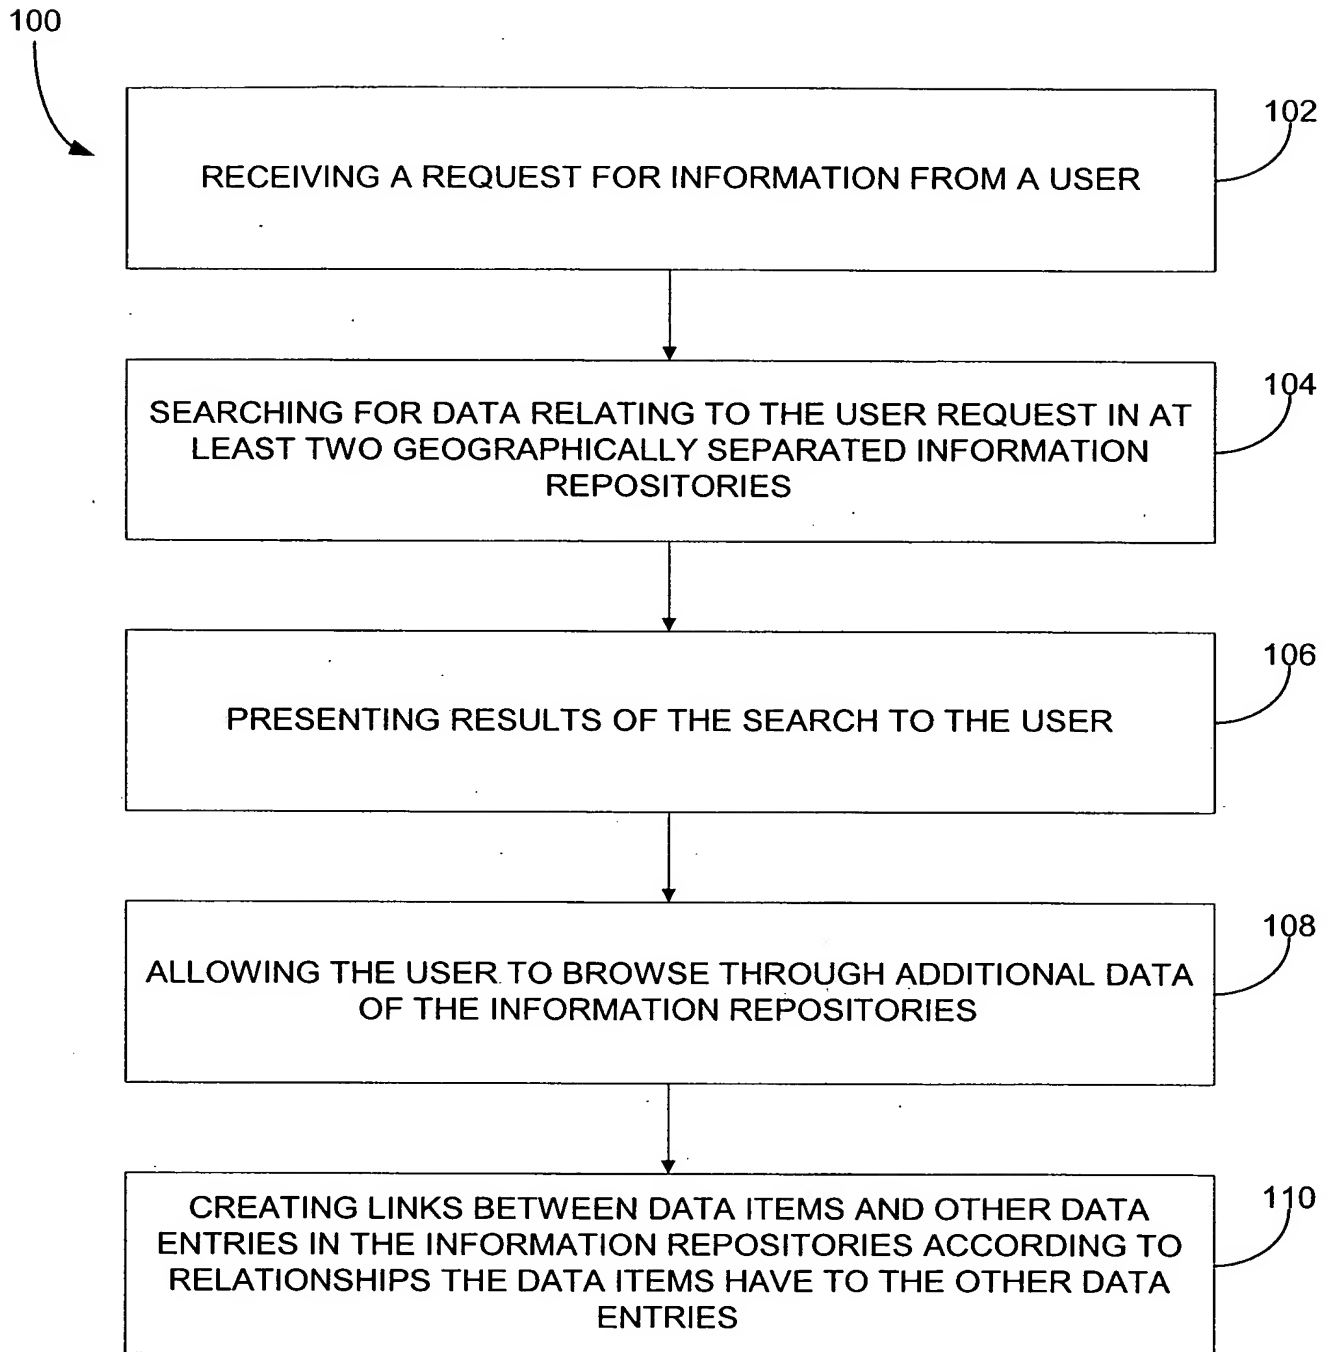 100
102
RECEIVING A REQUEST FOR INFORMATION FROM A USER
104
SEARCHING FOR DATA RELATING TO THE USER REQUEST IN AT
LEAST TWO GEOGRAPHICALLY SEPARATED INFORMATION
REPOSITORIES
106
PRESENTING RESULTS OF THE SEARCH TO THE USER
108
ALLOWING THE USER TO BROWSE THROUGH ADDITIONAL DATA
OF THE INFORMATION REPOSITORIES
110
CREATING LINKS BETWEEN DATA ITEMS AND OTHER DATA
ENTRIES IN THE INFORMATION REPOSITORIES ACCORDING TO
RELATIONSHIPS THE DATA ITEMS HAVE TO THE OTHER DATA
ENTRIES